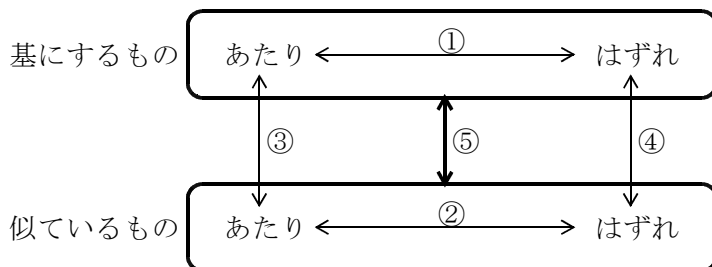 基にするもの あたり ① はずれ
③ ⑤ ④
似ているもの あたり ② はずれ